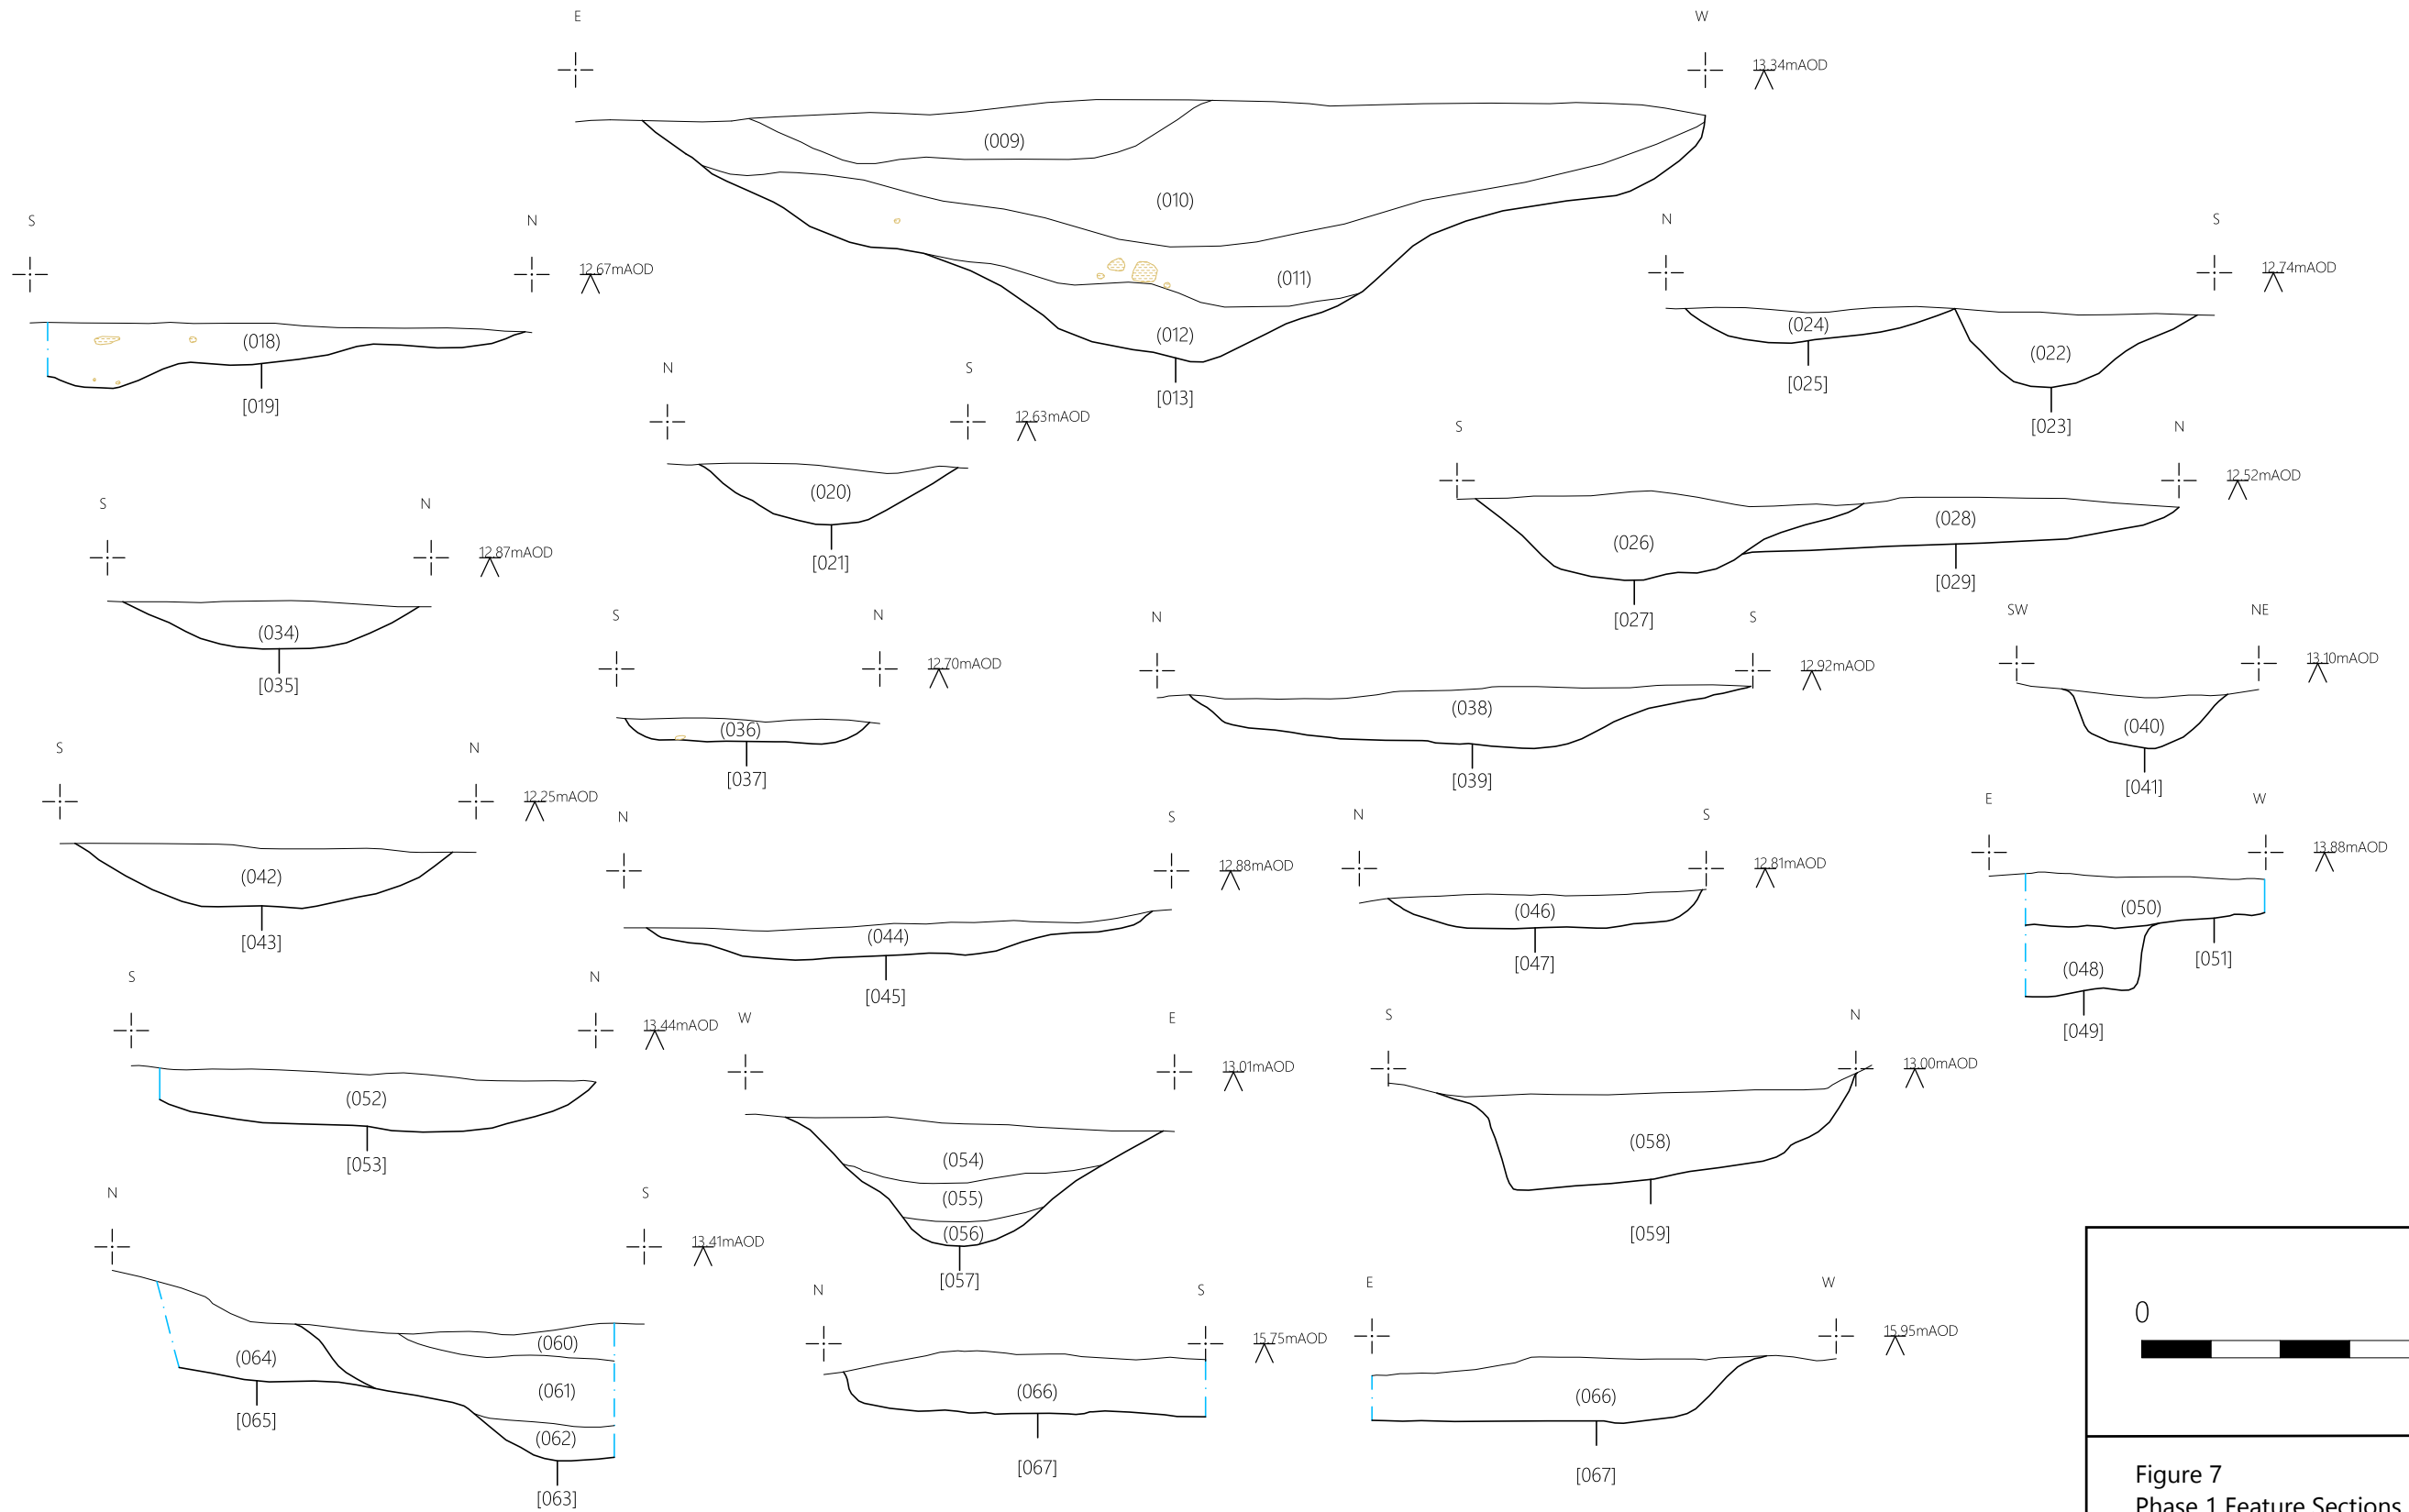 E W
13.34mAOD
(009)
(010)
(011)
(012)
[013]
S N
12.67mAOD
(018)
[019]
N S
12.63mAOD
(020)
[021]
N S
12.74mAOD
(024)
(022)
[025]
[023]
S N
12.52mAOD
(026)
(028)
[027]
[029]
S N
12.87mAOD
(034)
[035]
S N
12.70mAOD
(036)
[037]
N S
12.92mAOD
(038)
[039]
SW NE
13.10mAOD
(040)
[041]
S N
12.25mAOD
(042)
[043]
N S
12.88mAOD
(044)
[045]
N S
12.81mAOD
(046)
[047]
E W
13.88mAOD
(050)
(048)
[051]
[049]
S N
13.44mAOD
(052)
[053]
W E
13.01mAOD
(054)
(055)
(056)
[057]
S N
13.00mAOD
(058)
[059]
N S
13.41mAOD
(060)
(064)
(061)
(062)
[065]
[063]
N S
15.75mAOD
(066)
[067]
E W
15.95mAOD
(066)
[067]
0
Figure 7
Phase 1 Feature Sections